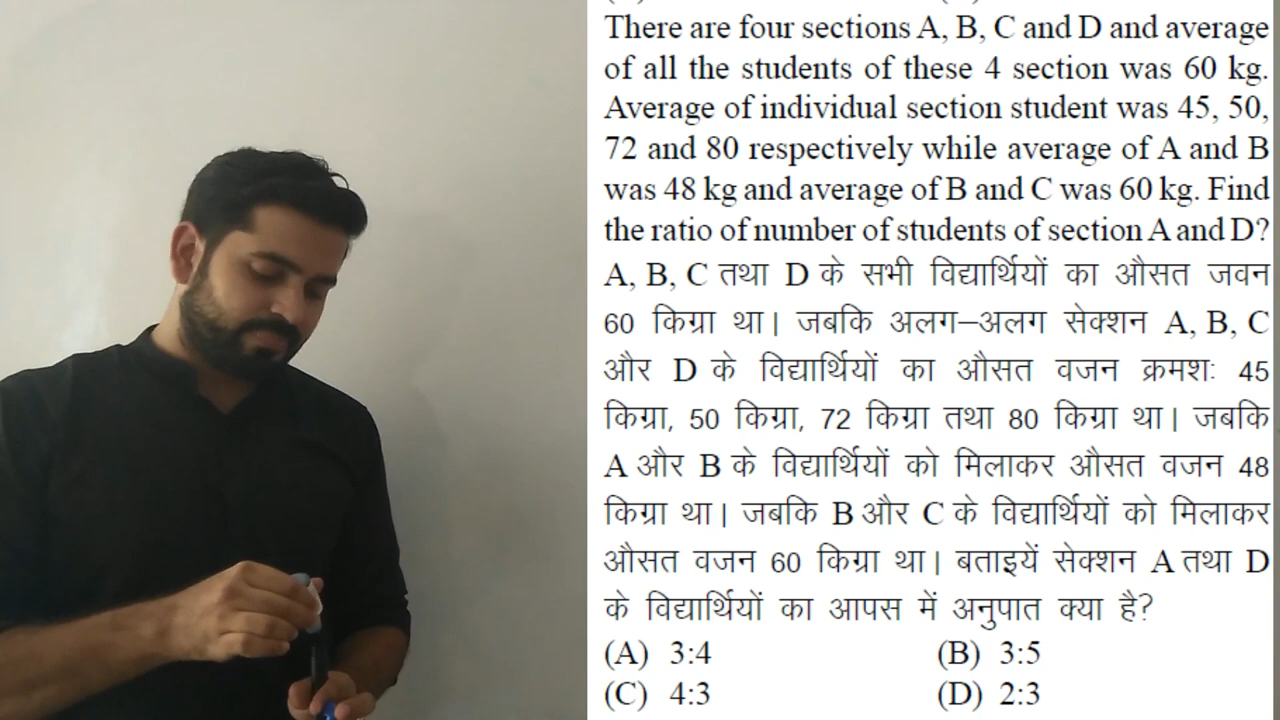 There are four sections A, B, C and D and average
of all the students of these 4 section was 60 kg.
Average of individual section student was 45, 50,
72 and 80 respectively while average of A and B
was 48 kg and average of B and C was 60 kg. Find
the ratio of number of students of section A and D?
A, B, C तथा D के सभी विद्यार्थियों का औसत जवन
60 किग्रा था। जबकि अलग–अलग सेक्शन A, B, C
और D के विद्यार्थियों का औसत वजन क्रमशः 45
किग्रा, 50 किग्रा, 72 किग्रा तथा 80 किग्रा था। जबकि
A और B के विद्यार्थियों को मिलाकर औसत वजन 48
किग्रा था। जबकि B और C के विद्यार्थियों को मिलाकर
औसत वजन 60 किग्रा था। बताइयें सेक्शन A तथा D
के विद्यार्थियों का आपस में अनुपात क्या है?
(A) 3:4 (B) 3:5
(C) 4:3 (D) 2:3